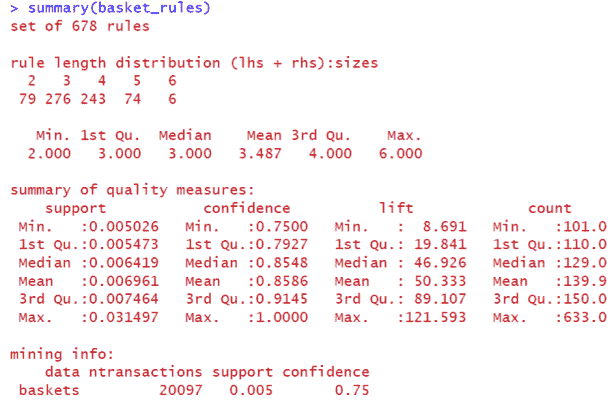 > summary(basket_rules)
set of 678 rules
rule length distribution (lhs + rhs):sizes
2 3 4 5 6
79 276 243 74 6
Min. 1st Qu. Median Mean 3rd Qu. Max.
2.000 3.000 3.000 3.487 4.000 6.000
summary of quality measures:
support confidence lift count
Min. :0.005026 Min. :0.7500 Min. : 8.691 Min. :101.0
1st Qu.:0.005473 1st Qu.:0.7927 1st Qu.: 19.841 1st Qu.:110.0
Median :0.006419 Median :0.8548 Median : 46.926 Median :129.0
Mean :0.006961 Mean :0.8586 Mean : 50.333 Mean :139.9
3rd Qu.:0.007464 3rd Qu.:0.9145 3rd Qu.: 89.107 3rd Qu.:150.0
Max. :0.031497 Max. :1.0000 Max. :121.593 Max. :633.0
mining info:
data ntransactions support confidence
baskets 20097 0.005 0.75